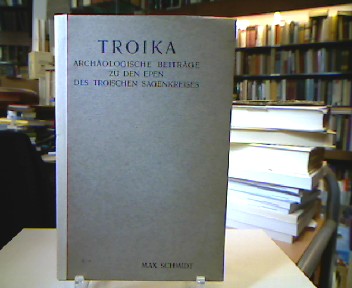 TROIKA
ARCHÄOLOGISCHE BEITRÄGE
ZU DEN EPEN
DES TROISCHEN SAGENKREISES
MAX SCHMIDT